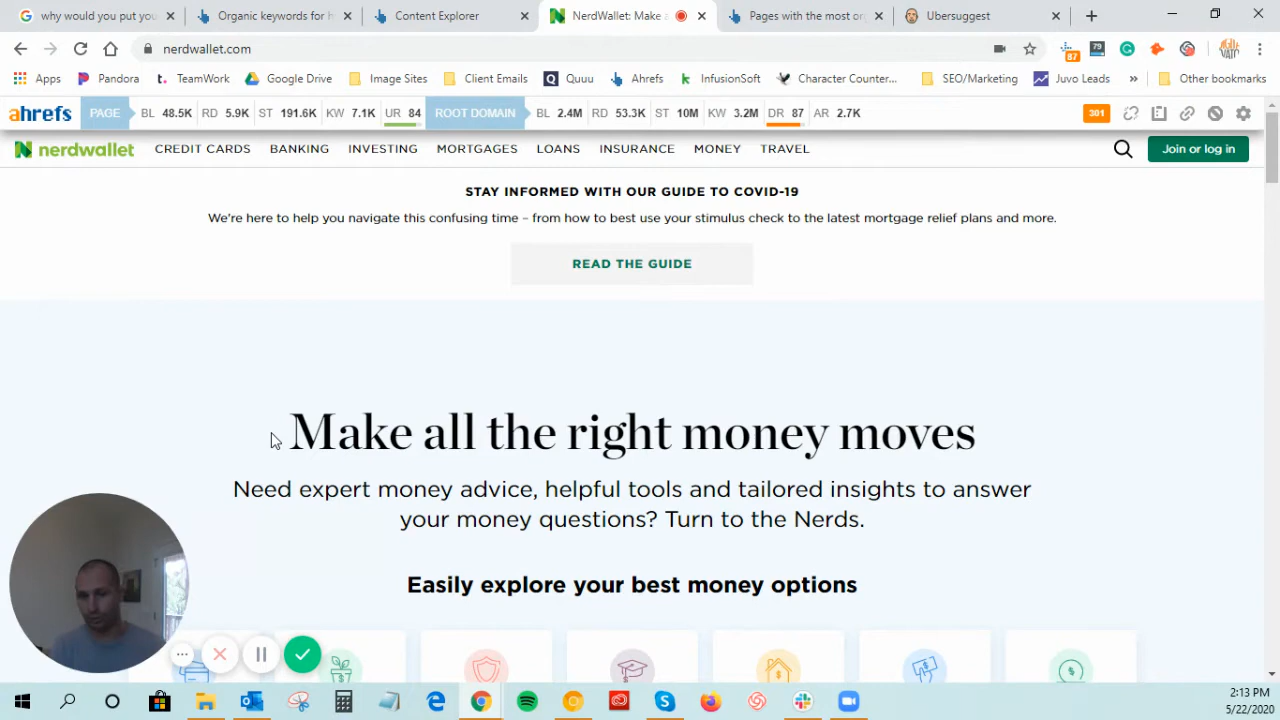 why would you put you
Organic keywords for h
Content Explorer
NerdWallet: Make a
Pages with the most or
Ubersuggest
nerdwallet.com
87
79
Apps
Pandora
TeamWork
Google Drive
Image Sites
Client Emails
Quuu
Ahrefs
InfusionSoft
Character Counter...
SEO/Marketing
Juvo Leads
»
Other bookmarks
ahrefs PAGE BL 48.5K RD 5.9K ST 191.6K KW 7.1K UR 84 ROOT DOMAIN BL 2.4M RD 53.3K ST 10M KW 3.2M DR 87 AR 2.7K 301
nerdwallet CREDIT CARDS BANKING INVESTING MORTGAGES LOANS INSURANCE MONEY TRAVEL Join or log in
STAY INFORMED WITH OUR GUIDE TO COVID-19
We're here to help you navigate this confusing time – from how to best use your stimulus check to the latest mortgage relief plans and more.
READ THE GUIDE
Make all the right money moves
Need expert money advice, helpful tools and tailored insights to answer
your money questions? Turn to the Nerds.
Easily explore your best money options
2:13 PM
5/22/2020